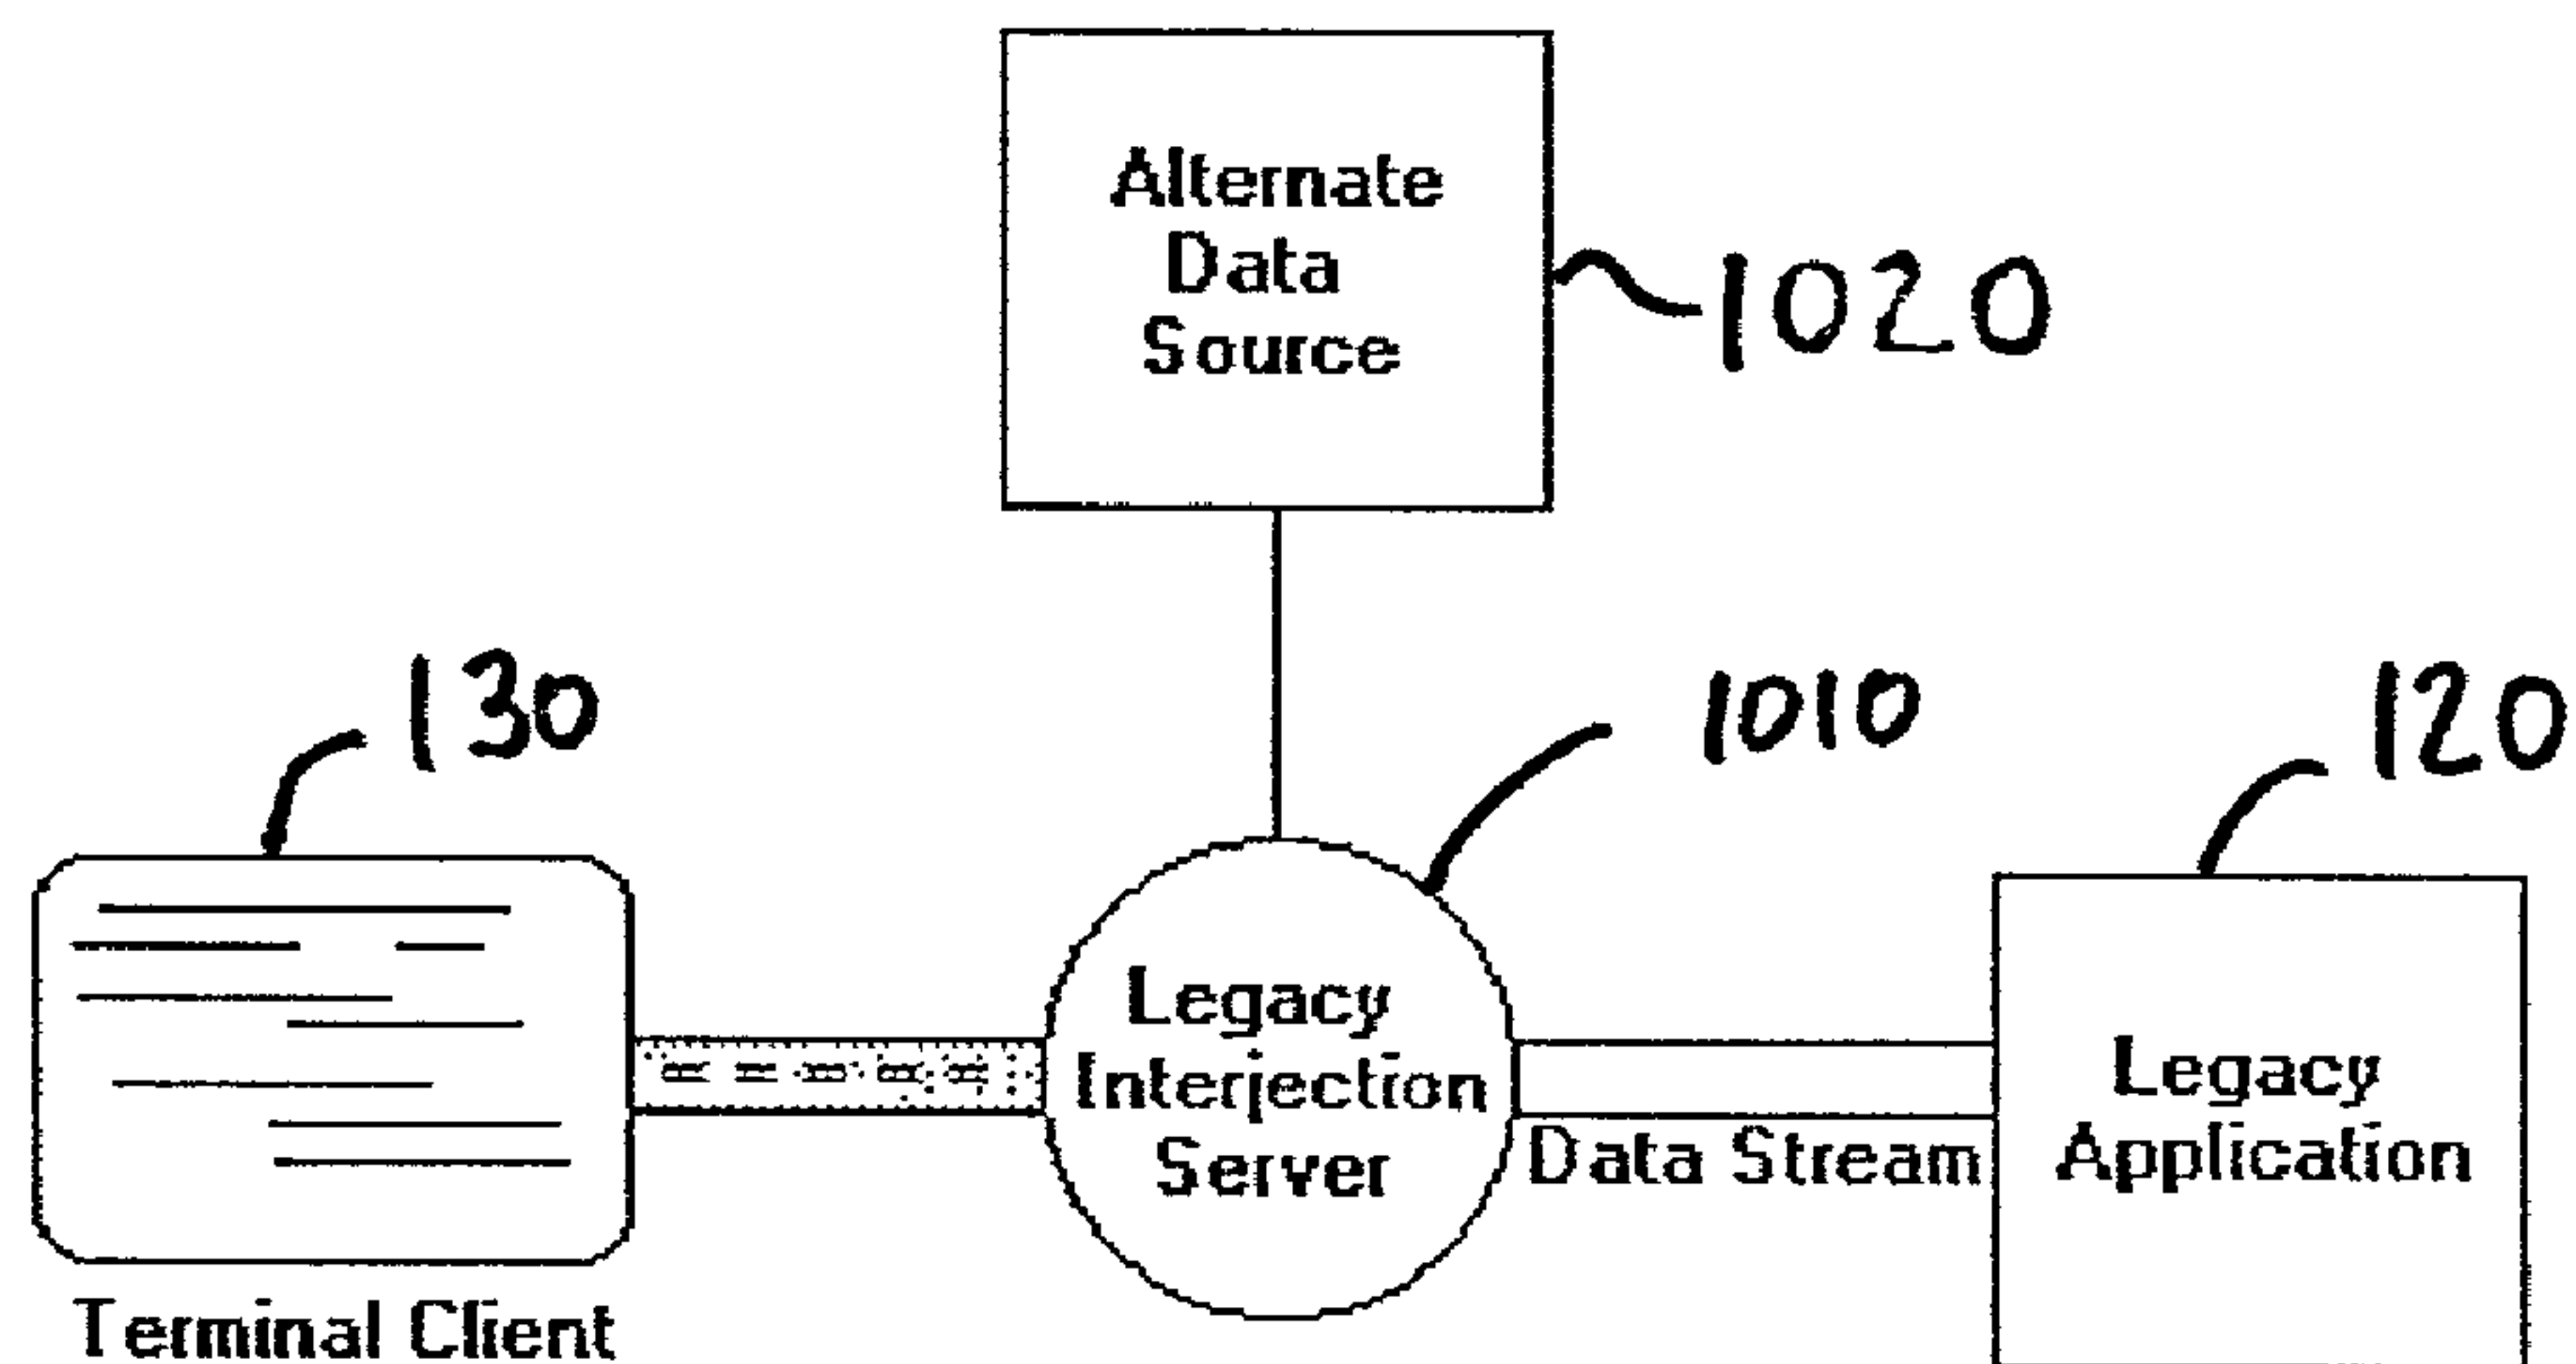 Alternate
Data
Source
1020
130
1010
120
Legacy
Interjection
Server
Data Stream
Legacy
Application
Terminal Client